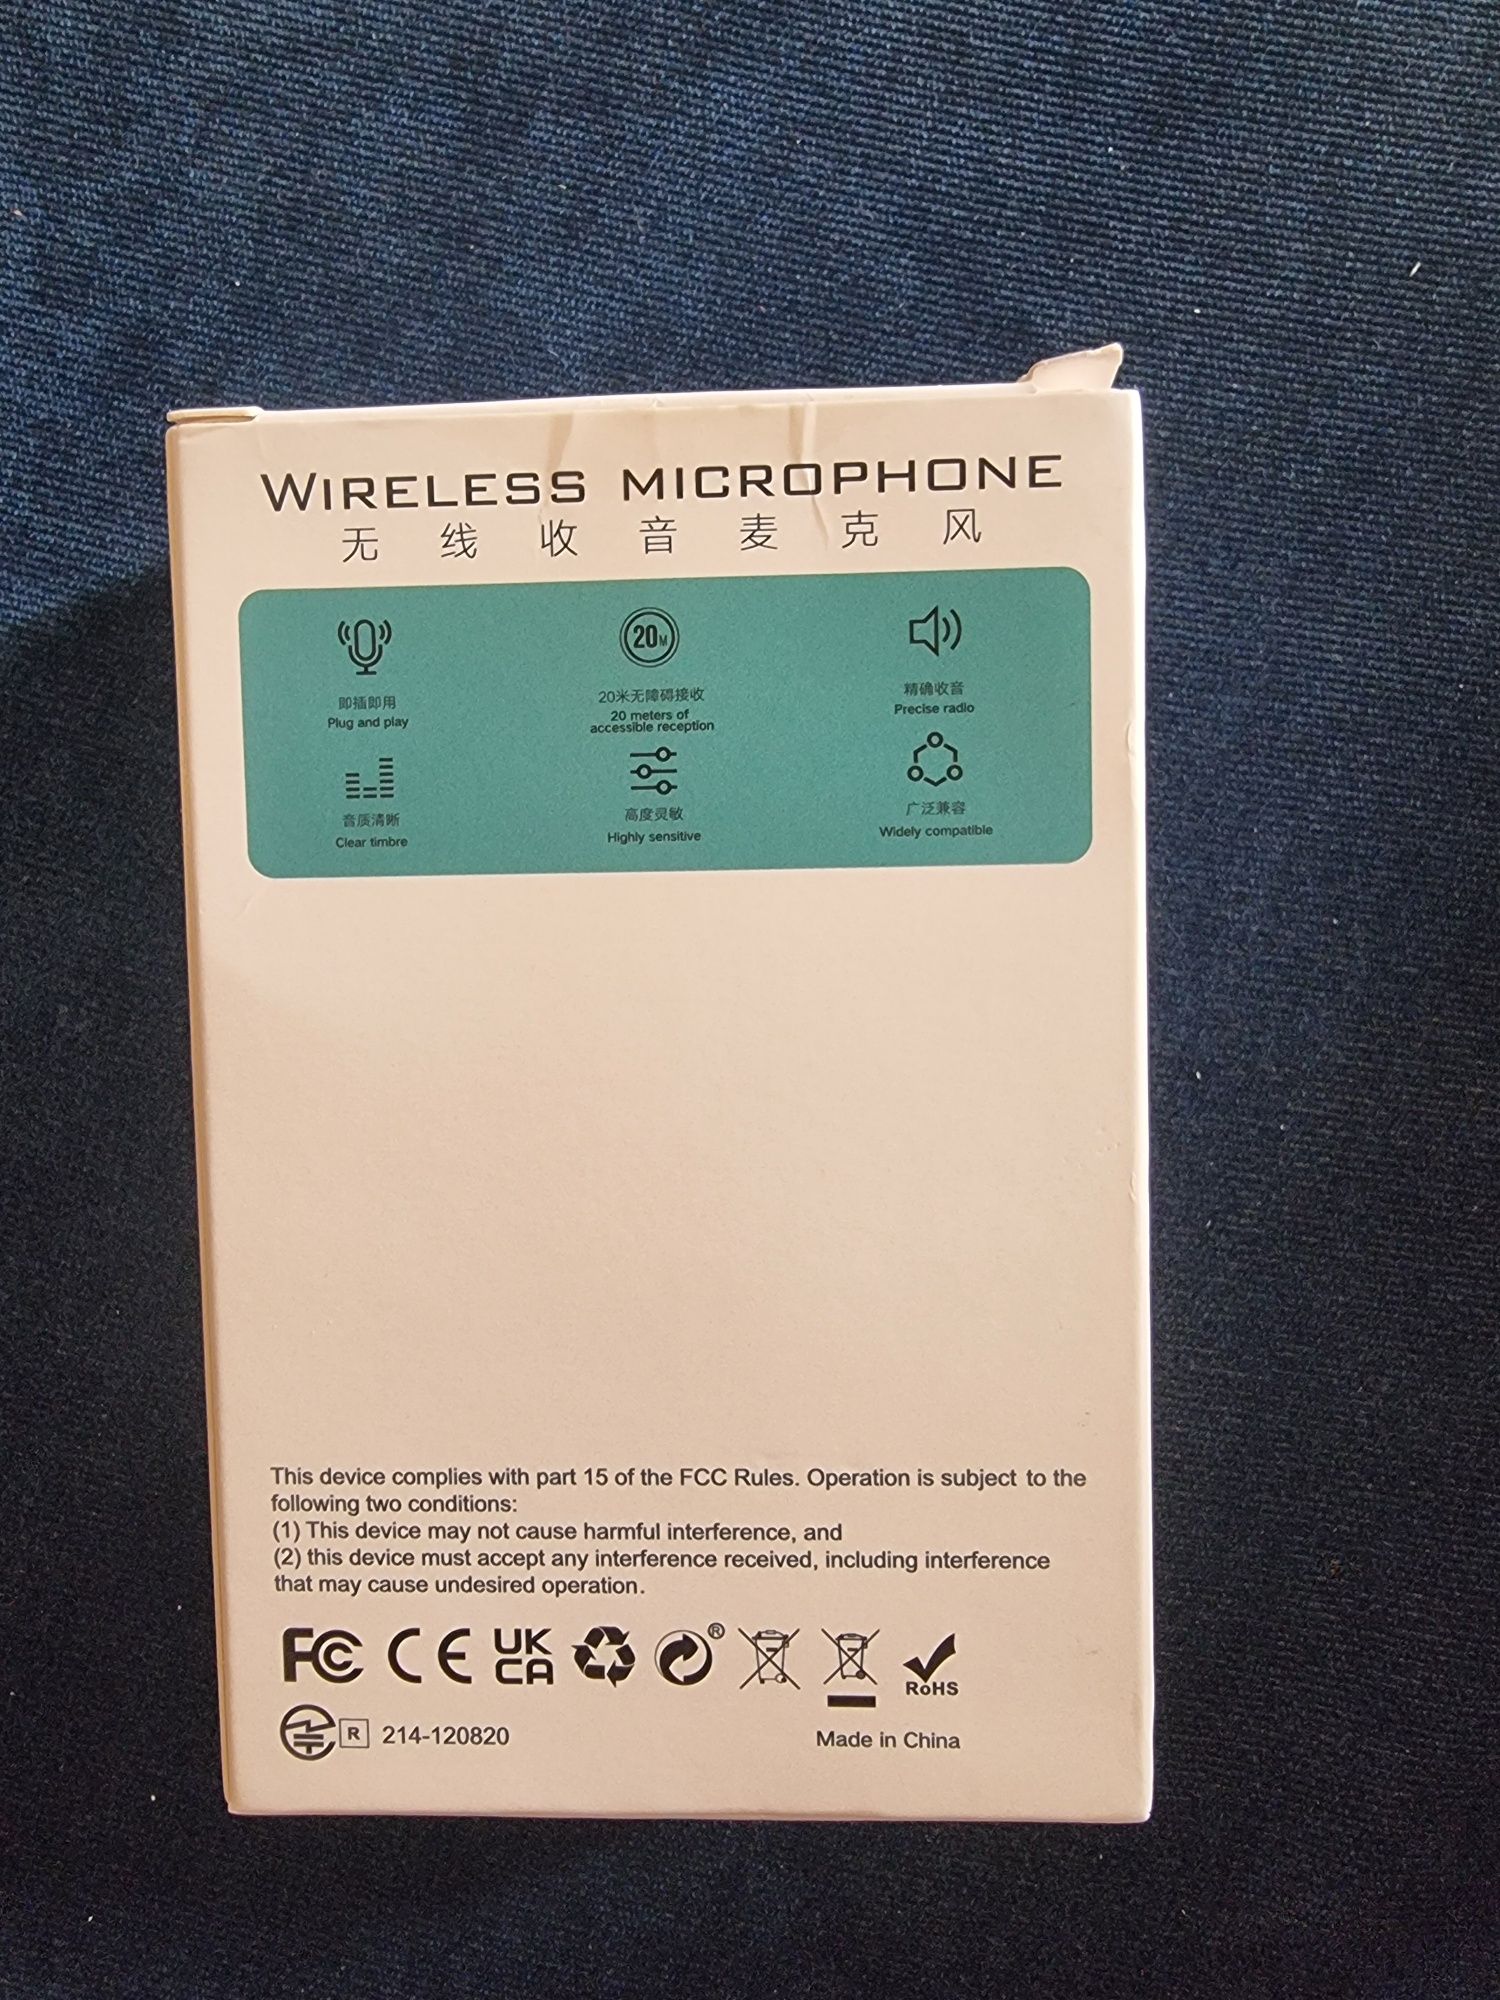 WIRELESS MICROPHONE
无线收音麦克风
20M
即插即用
Plug and play
20米无障碍接收
20 meters of
accessible reception
精确收音
Precise radio
音质清晰
Clear timbre
高度灵敏
Highly sensitive
广泛兼容
Widely compatible
This device complies with part 15 of the FCC Rules. Operation is subject to the
following two conditions:
(1) This device may not cause harmful interference, and
(2) this device must accept any interference received, including interference
that may cause undesired operation.
FC CE UK CA ® RoHS
R 214-120820
Made in China